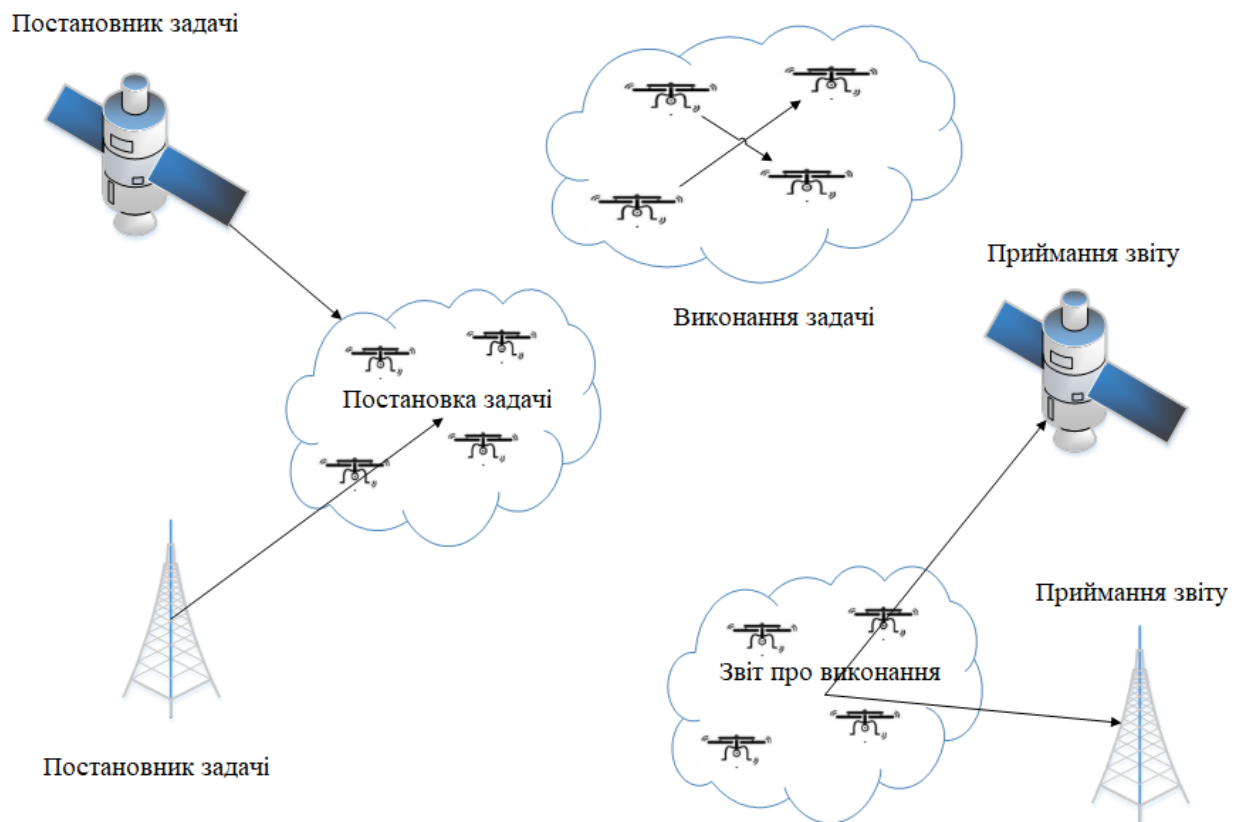 Постановник задачі
Приймання звіту
Виконання задачі
Постановка задачі
Приймання звіту
Звіт про виконання
Постановник задачі